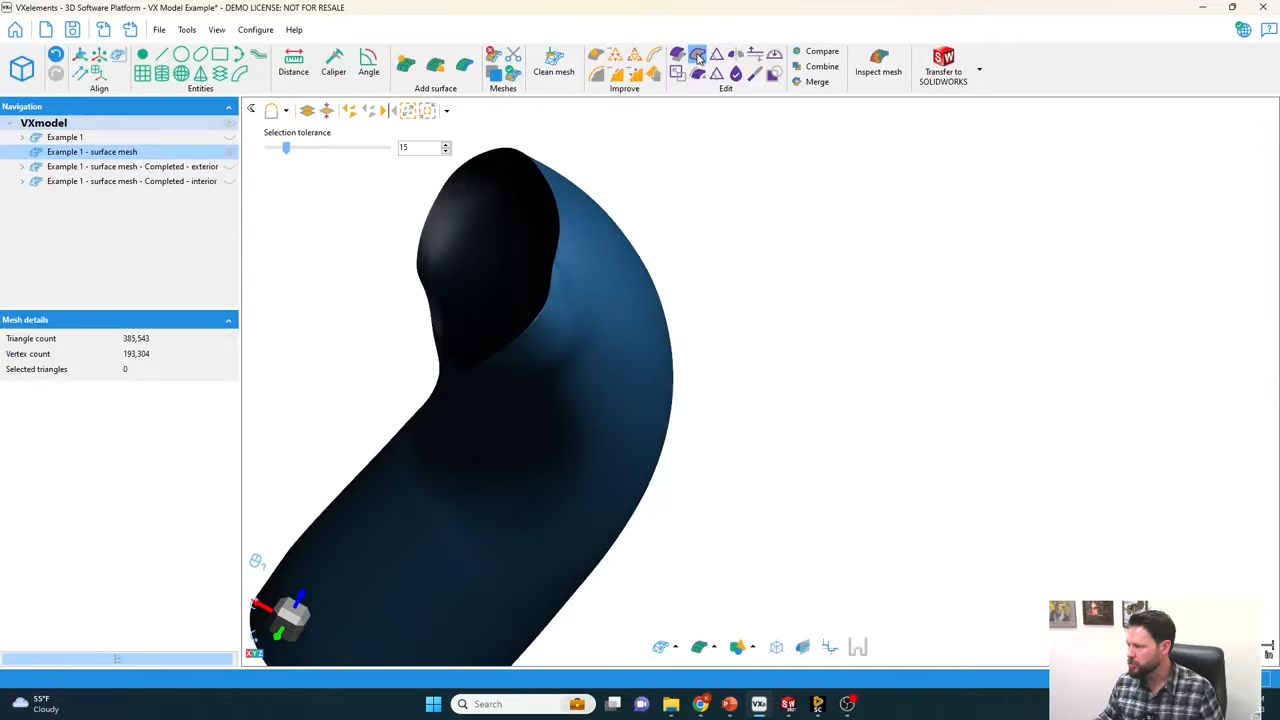 VXelements - 3D Software Platform - VX Model Example* - DEMO LICENSE: NOT FOR RESALE
File Tools View Configure Help
Align
Entities
Distance
Caliper
Angle
Add surface
Meshes
Clean mesh
Improve
Edit
Compare
Combine
Merge
Inspect mesh
Transfer to
SOLIDWORKS
Navigation
VXmodel
Example 1
Example 1 - surface mesh
Example 1 - surface mesh - Completed - exterior
Example 1 - surface mesh - Completed - interior
Selection tolerance
15
Mesh details
Triangle count 385,543
Vertex count 193,304
Selected triangles 0
XYZ
55°F
Cloudy
Search